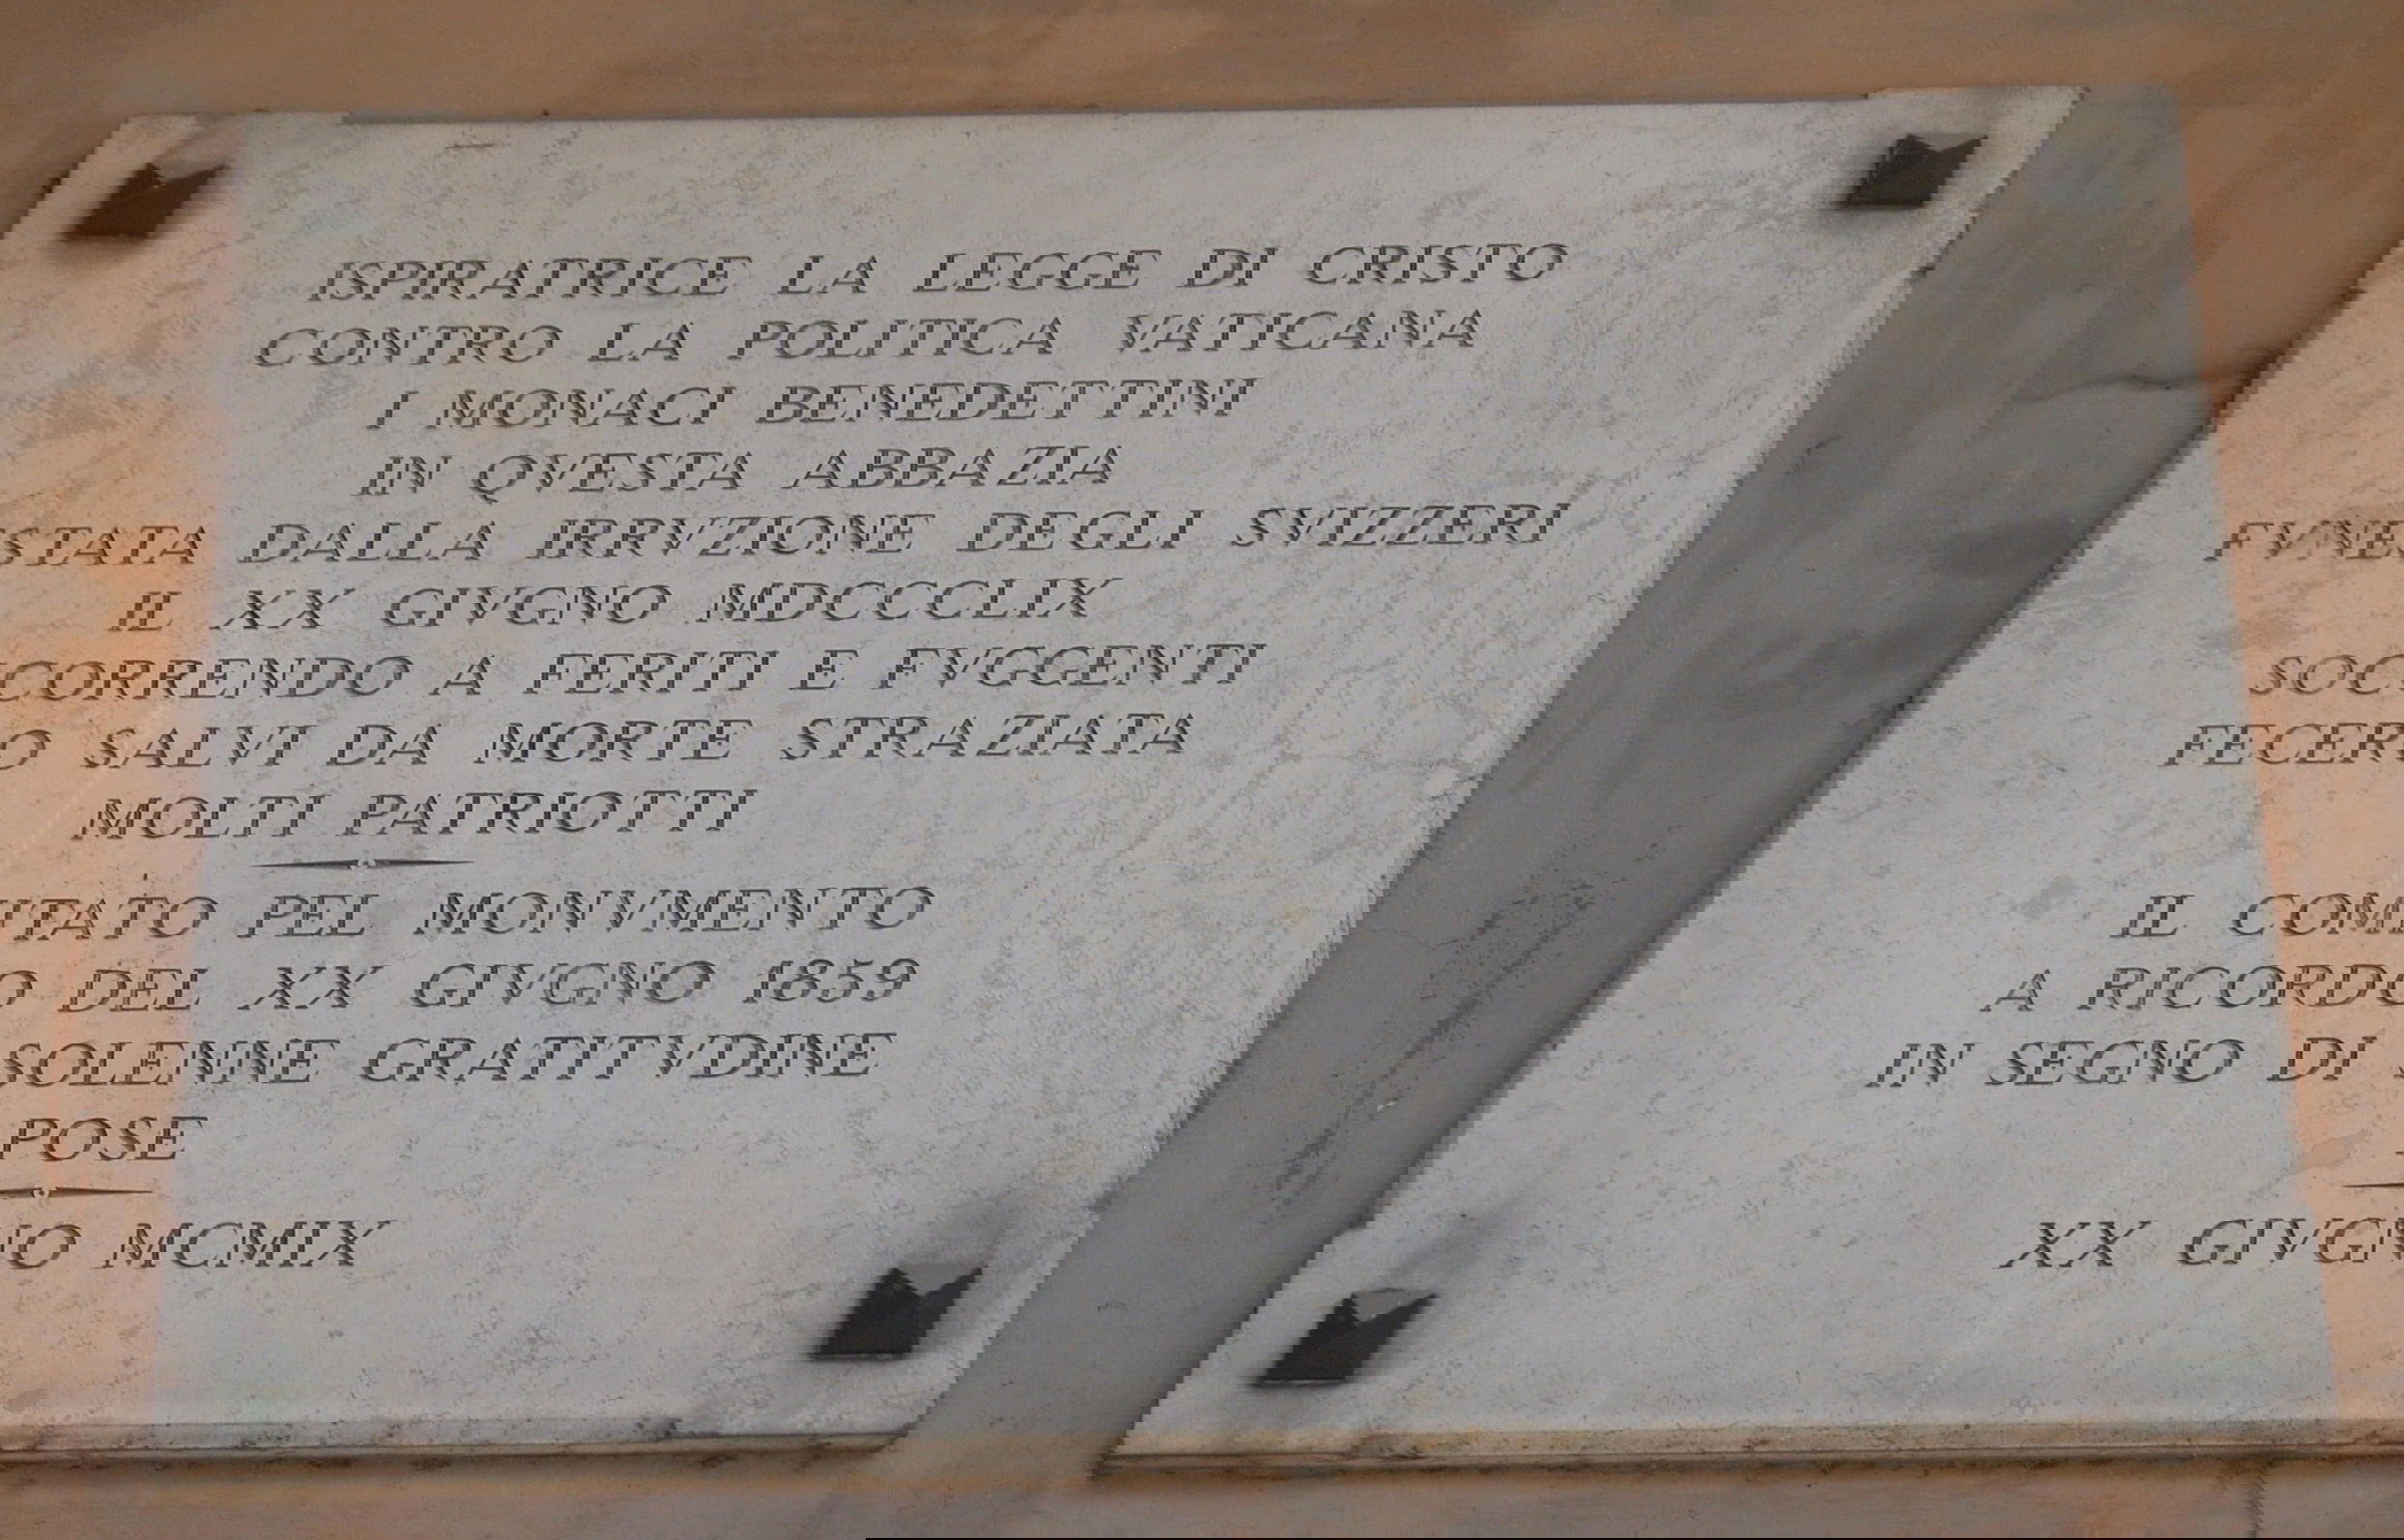 ISPIRATRICE LA LEGGE DI CRISTO
CONTRO LA POLITICA VATICANA
I MONACI BENEDETTINI
IN QVESTA ABBAZIA
FVNESTATA DALLA IRRVZIONE DEGLI SVIZZERI
IL XX GIVGNO MDCCCCLIX
SOCCORRENDO A FERITI E FVGGENTI
FECERO SALVI DA MORTE STRAZIATA
MOLTI PATRIOTTI
IL COMITATO PEL MONVMENTO
A RICORDO DEL XX GIVGNO 1859
IN SEGNO DI SOLENNE GRATITVDINE
POSE
XX GIVGNO MCMIX